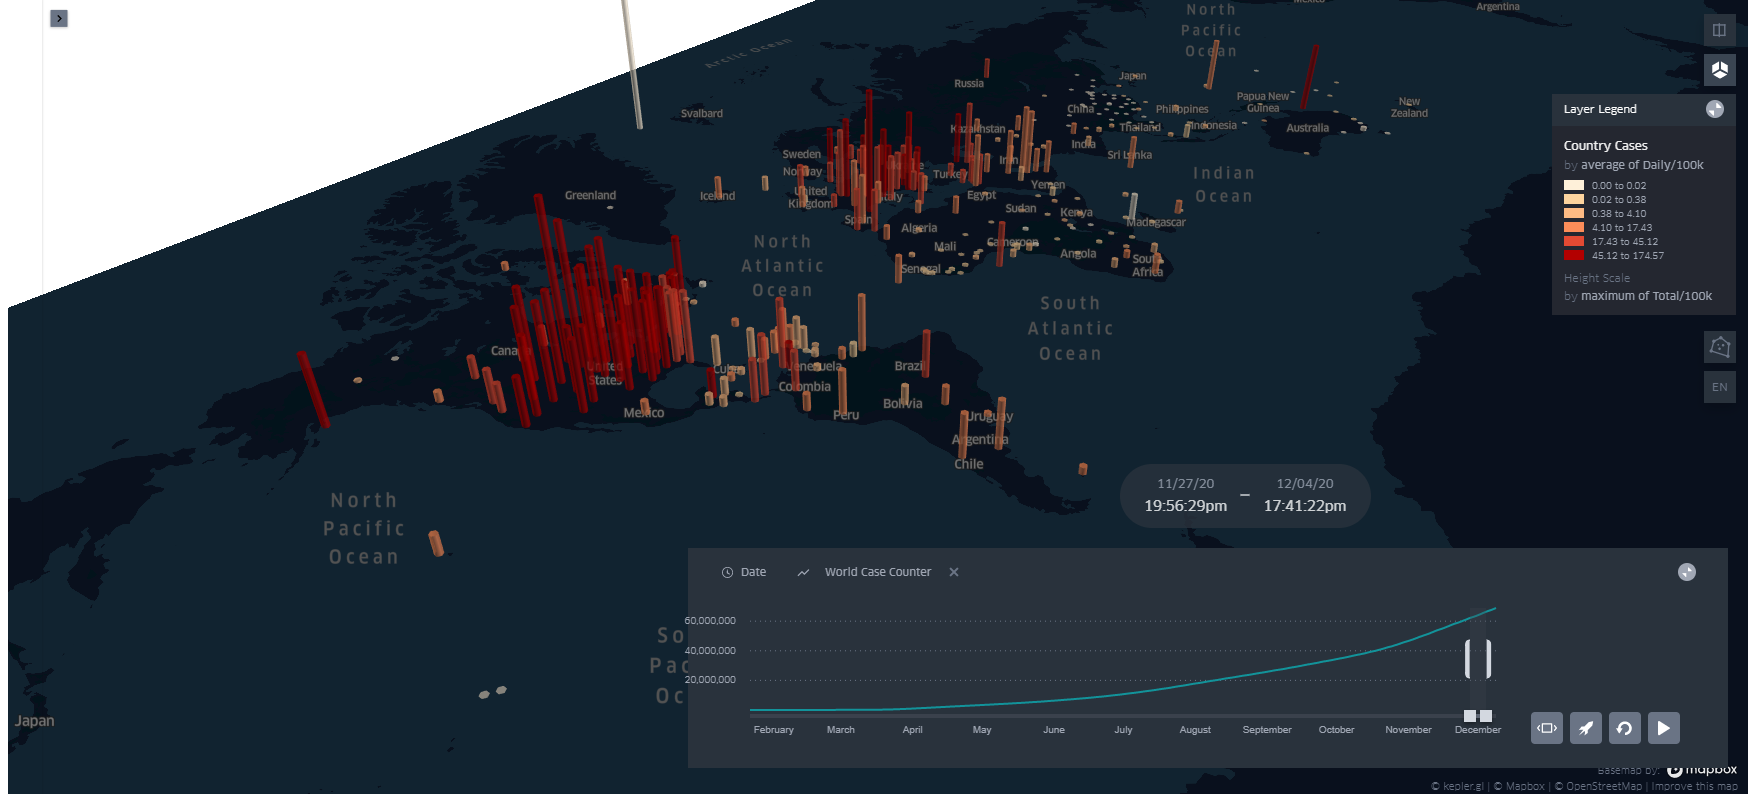 Mexico
Argentina
North
Pacific
Ocean
Arctic Ocean
Russia
Japan
China
Papua New
Guinea
Philippines
New
Zealand
Svalbard
Layer Legend
Kazakhstan
Thailand
Indonesia
Australia
India
Sri Lanka
Country Cases
by average of Daily/100k
0.00 to 0.02
0.02 to 0.38
0.38 to 4.10
4.10 to 17.43
17.43 to 45.12
45.12 to 174.57
Height Scale
by maximum of Total/100k
Sweden
Norway
Iran
Turkey
Indian
Ocean
Greenland
Iceland
United
Kingdom
Italy
Egypt
Yemen
Spain
Sudan
Kenya
Madagascar
Algeria
Mali
Cameroon
Angola
South
Africa
Senegal
North
Atlantic
Ocean
South
Atlantic
Ocean
EN
Cana
United
States
Cuba
Venezuela
Colombia
Brazil
Mexico
Peru
Bolivia
Uruguay
Argentina
Chile
11/27/20
19:56:29pm
–
12/04/20
17:41:22pm
North
Pacific
Ocean
Date
World Case Counter
60,000,000
40,000,000
20,000,000
So
Pac
Oc
Japan
February March April May June July August September October November December
Basemap by: mapbox
© kepler.gl | © Mapbox | © OpenStreetMap | Improve this map